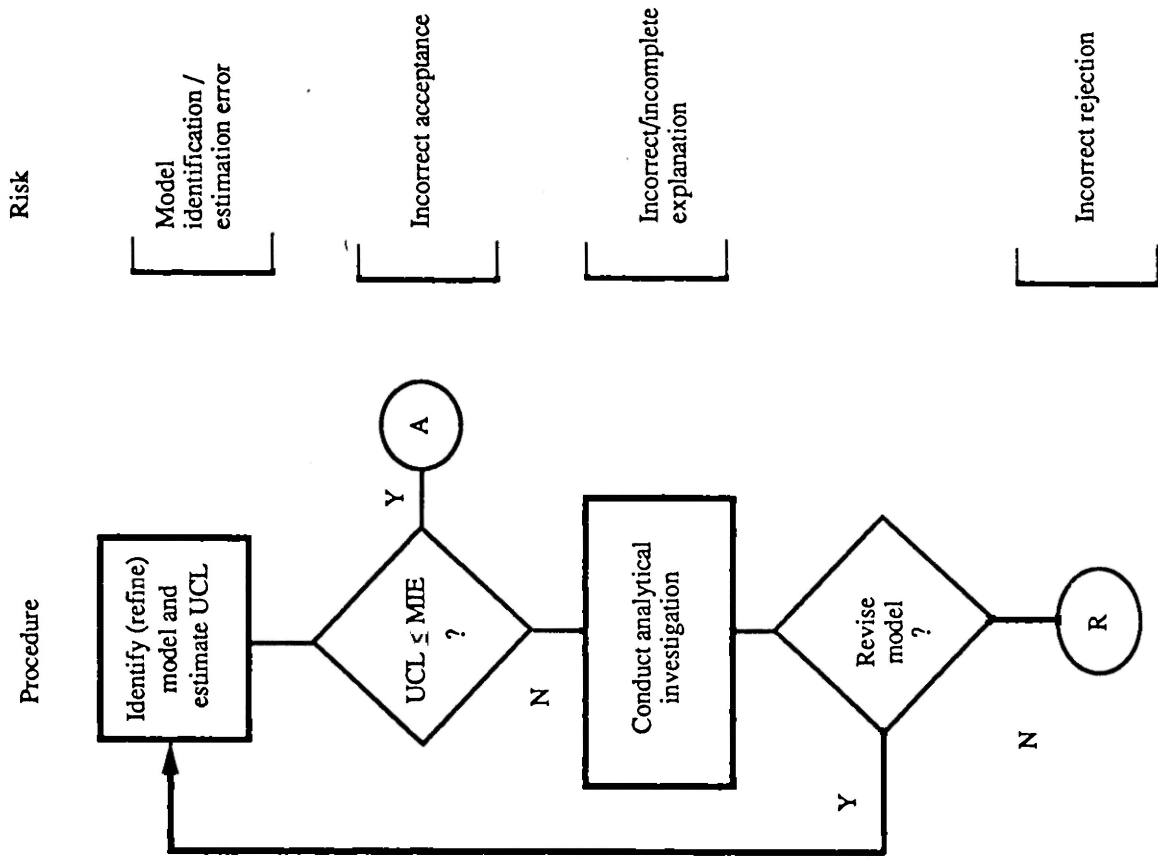 Procedure
Risk
Identify (refine)
model and
estimate UCL
Model
identification /
estimation error
UCL ≤ MIE
?
Y
A
Incorrect acceptance
N
Conduct analytical
investigation
Incorrect/incomplete
explanation
Revise
model
?
Y
N
R
Incorrect rejection